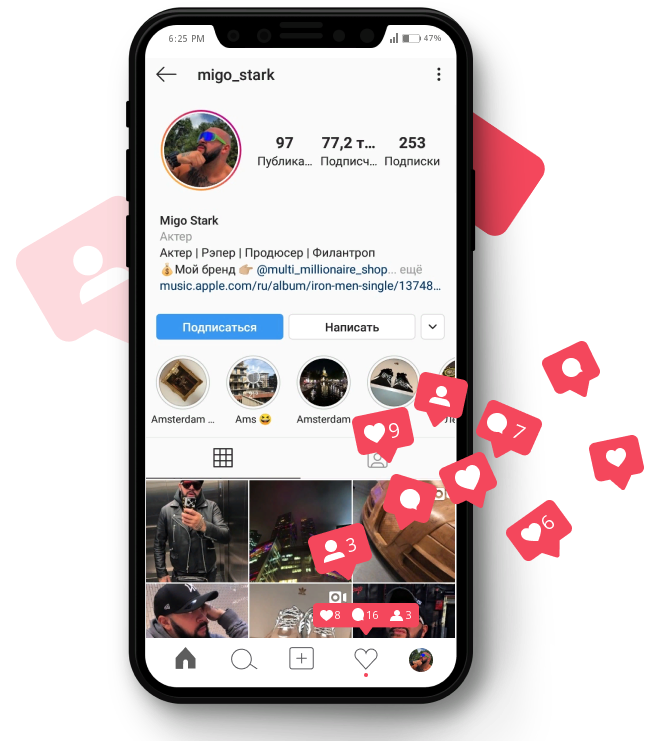 6:25 PM
47%
migo_stark
97 77,2 т... 253
Публика... Подписч... Подписки
Migo Stark
Актер
Актер | Рэпер | Продюсер | Филантроп
💰Мой бренд 👉🏼 @multi_millionaire_shop... ещё
music.apple.com/ru/album/iron-men-single/13748...
Подписаться Написать
Amsterdam ... Ams 😆 Amsterdam
9
7
6
3
8 16 3